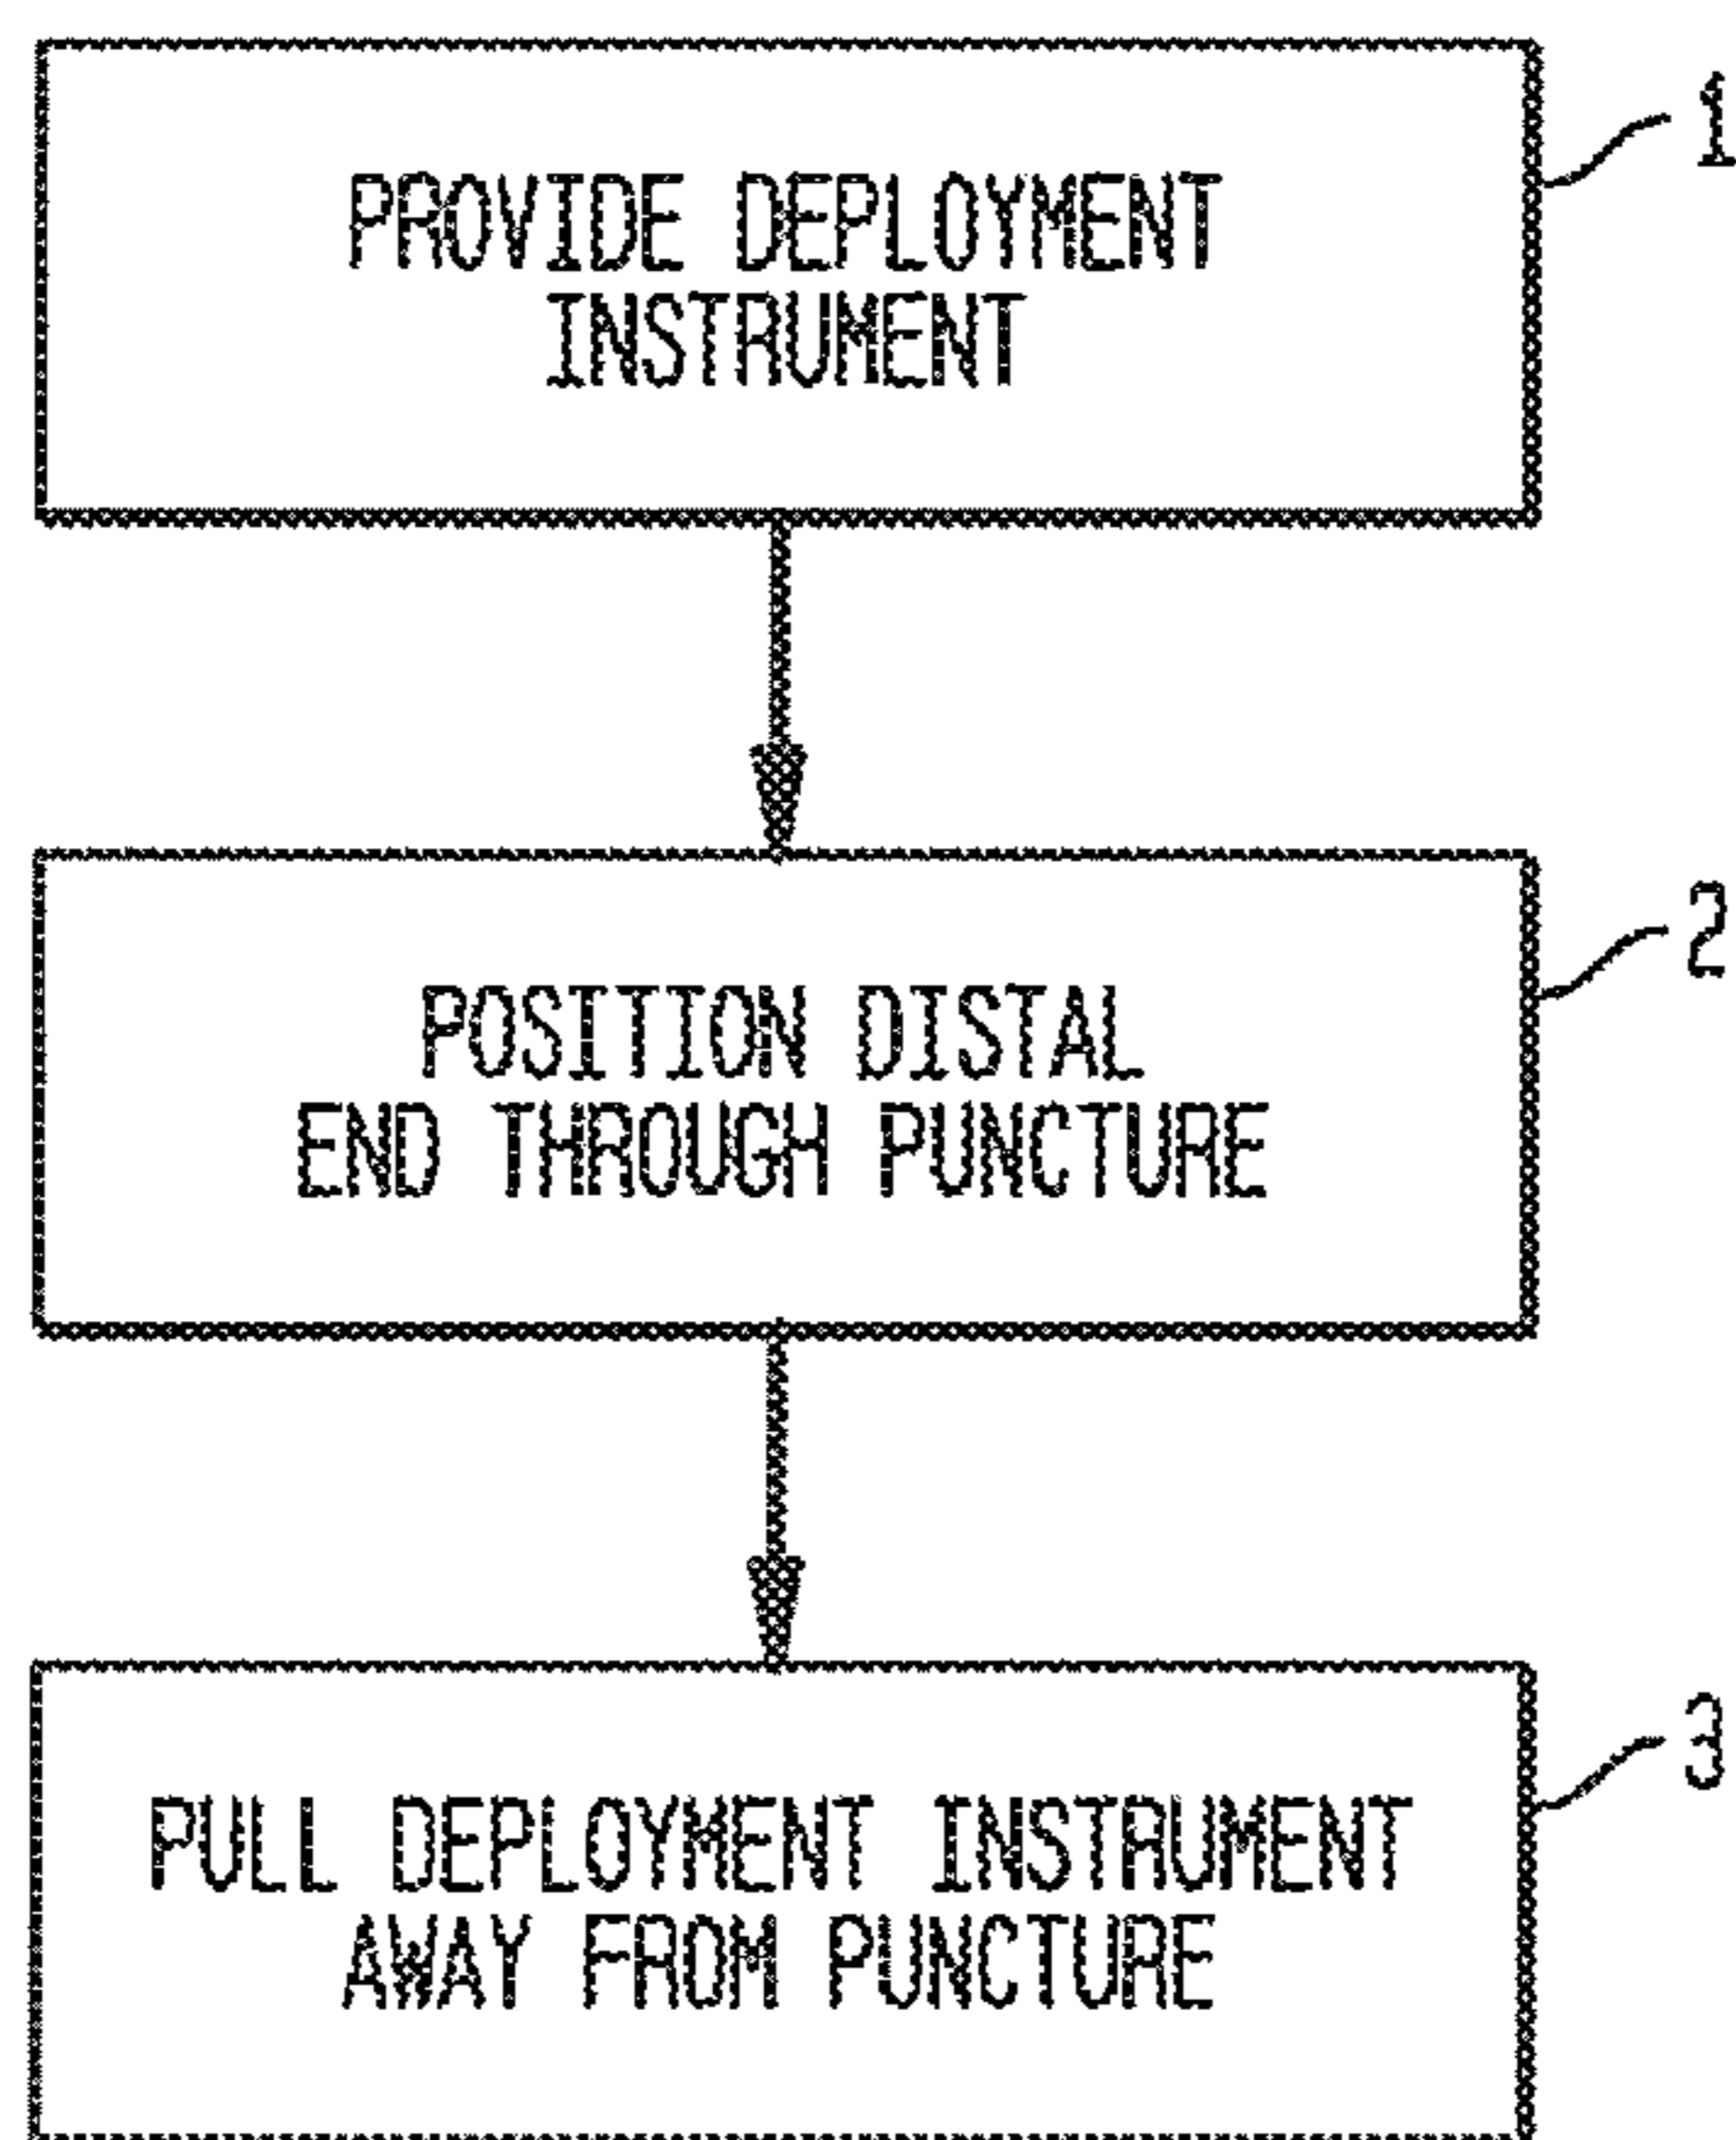 PROVIDE DEPLOYMENT
INSTRUMENT
1
POSITION DISTAL
END THROUGH PUNCTURE
2
PULL DEPLOYMENT INSTRUMENT
AWAY FROM PUNCTURE
3